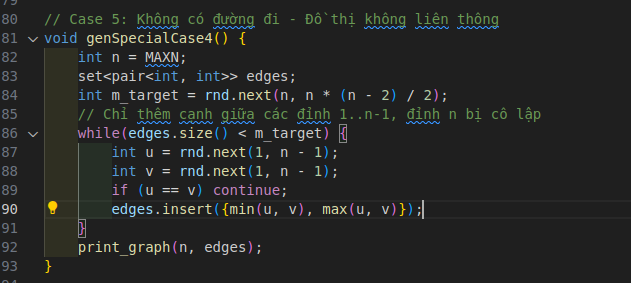 80 // Case 5: Không có đường đi - Đồ thị không liên thông
81 void genSpecialCase4() {
82 int n = MAXN;
83 set<pair<int, int>> edges;
84 int m_target = rnd.next(n, n * (n - 2) / 2);
85 // Chỉ thêm cạnh giữa các đỉnh 1..n-1, đỉnh n bị cô lập
86 while(edges.size() < m_target) {
87 int u = rnd.next(1, n - 1);
88 int v = rnd.next(1, n - 1);
89 if (u == v) continue;
90 edges.insert({min(u, v), max(u, v)});
91 }
92 print_graph(n, edges);
93 }